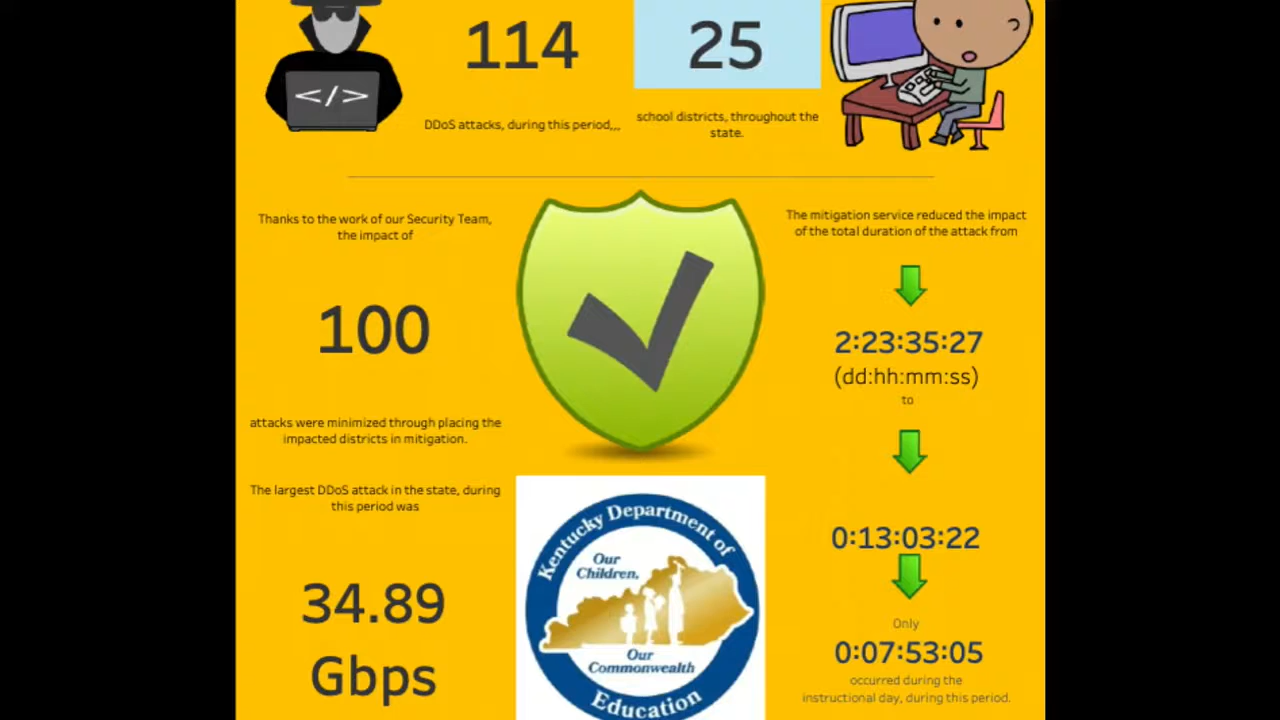 114
25
</>
DDoS attacks, during this period,,,
school districts, throughout the
state.
Thanks to the work of our Security Team,
the impact of
100
attacks were minimized through placing the
impacted districts in mitigation.
The largest DDoS attack in the state, during
this period was
34.89
Gbps
Kentucky Department of
Our
Children,
Our
Commonwealth
Education
The mitigation service reduced the impact
of the total duration of the attack from
2:23:35:27
(dd:hh:mm:ss)
to
0:13:03:22
Only
0:07:53:05
occurred during the
instructional day, during this period.